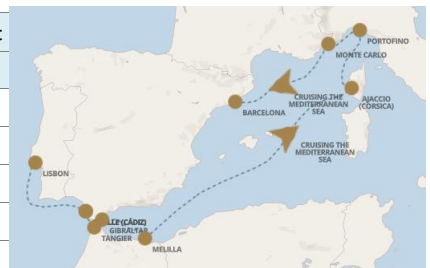 PORTOFINO
MONTE CARLO
CRUISING THE
MEDITERRANEAN
SEA
AJACCIO
(CORSICA)
BARCELONA
CRUISING THE
MEDITERRANEAN
SEA
LISBON
(CÁDIZ)
GIBRALTAR
TANGIER
MELILLA